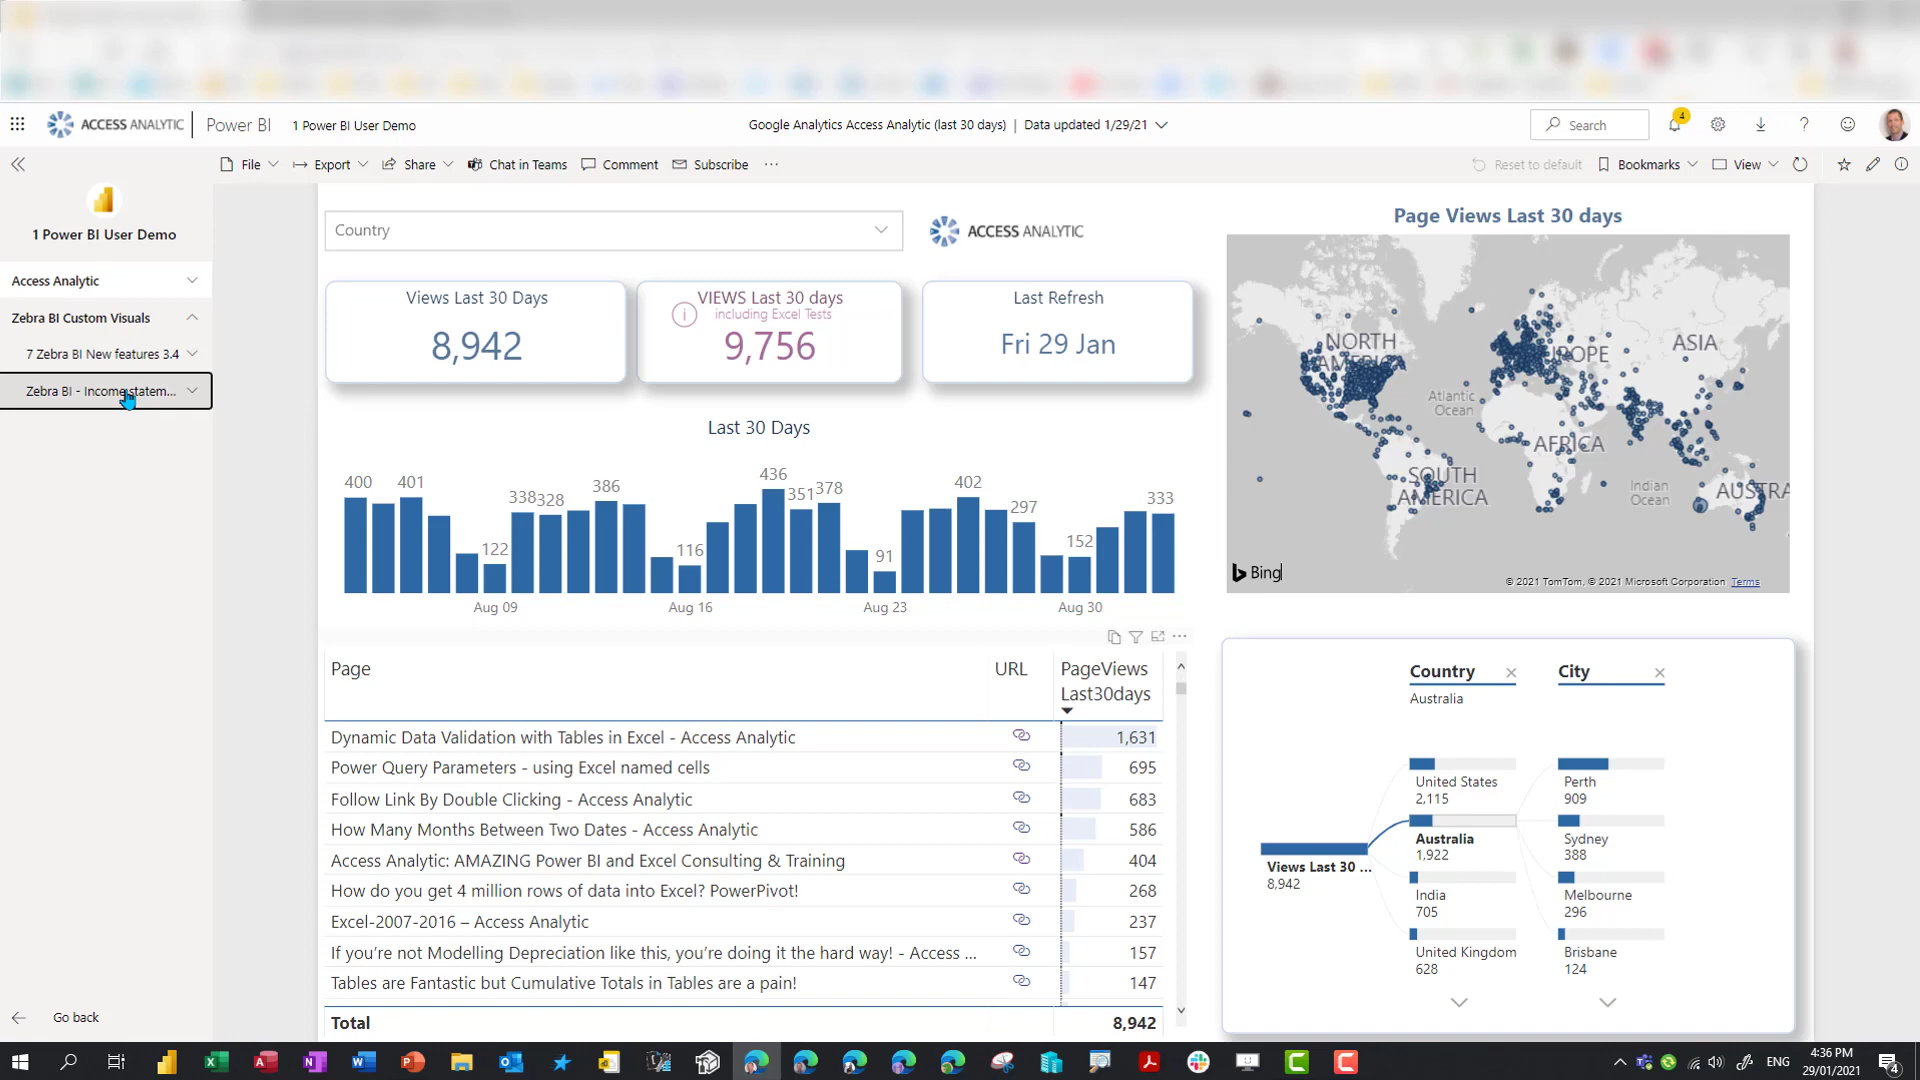 ACCESS ANALYTIC
Power BI
1 Power BI User Demo
Google Analytics Access Analytic (last 30 days) | Data updated 1/29/21
Search
4
File
Export
Share
Chat in Teams
Comment
Subscribe
Reset to default
Bookmarks
View
1 Power BI User Demo
Access Analytic
Zebra BI Custom Visuals
7 Zebra BI New features 3.4
Zebra BI - Income statem...
Go back
Country
ACCESS ANALYTIC
Views Last 30 Days
8,942
VIEWS Last 30 days
including Excel Tests
9,756
Last Refresh
Fri 29 Jan
Last 30 Days
400
401
122
338
328
386
116
436
351
378
91
402
297
152
333
Aug 09
Aug 16
Aug 23
Aug 30
Page Views Last 30 days
NORTH
AMERICA
ASIA
Atlantic
Ocean
AFRICA
SOUTH
AMERICA
Indian
Ocean
AUSTRA
Bing
© 2021 TomTom, © 2021 Microsoft Corporation Terms
Page
URL
PageViews
Last30days
Dynamic Data Validation with Tables in Excel - Access Analytic 1,631
Power Query Parameters - using Excel named cells 695
Follow Link By Double Clicking - Access Analytic 683
How Many Months Between Two Dates - Access Analytic 586
Access Analytic: AMAZING Power BI and Excel Consulting & Training 404
How do you get 4 million rows of data into Excel? PowerPivot! 268
Excel-2007-2016 – Access Analytic 237
If you're not Modelling Depreciation like this, you're doing it the hard way! - Access ... 157
Tables are Fantastic but Cumulative Totals in Tables are a pain! 147
Total 8,942
Country
Australia
City
Views Last 30 ...
8,942
United States
2,115
Australia
1,922
India
705
United Kingdom
628
Perth
909
Sydney
388
Melbourne
296
Brisbane
124
ENG
4:36 PM
29/01/2021
4